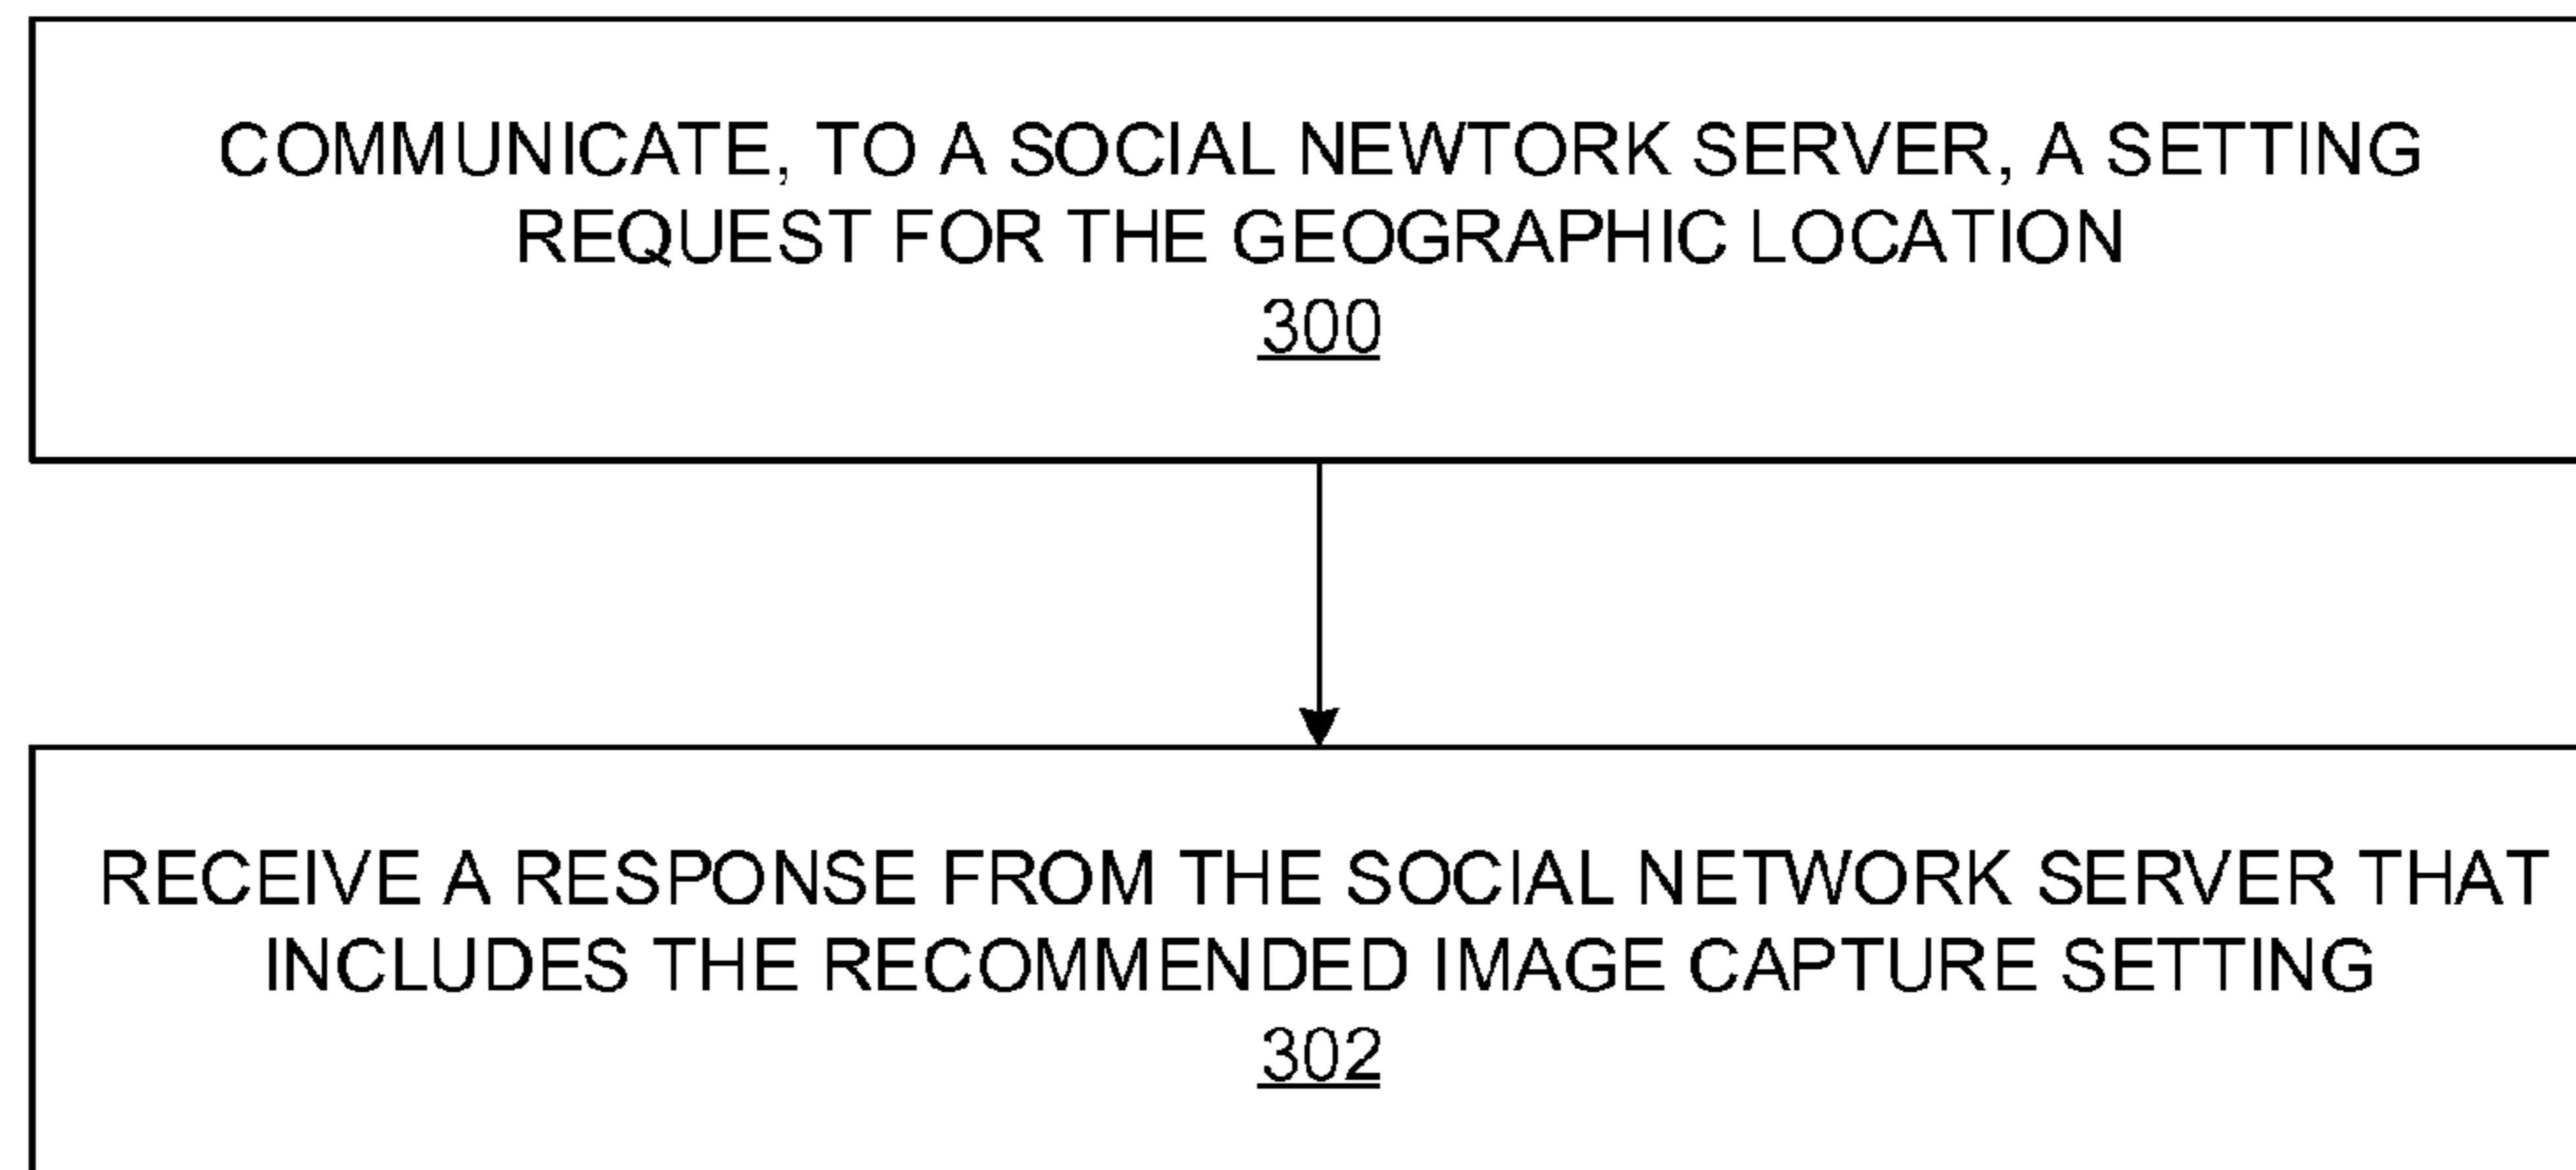 COMMUNICATE, TO A SOCIAL NEWTORK SERVER, A SETTING
REQUEST FOR THE GEOGRAPHIC LOCATION
300
RECEIVE A RESPONSE FROM THE SOCIAL NETWORK SERVER THAT
INCLUDES THE RECOMMENDED IMAGE CAPTURE SETTING
302